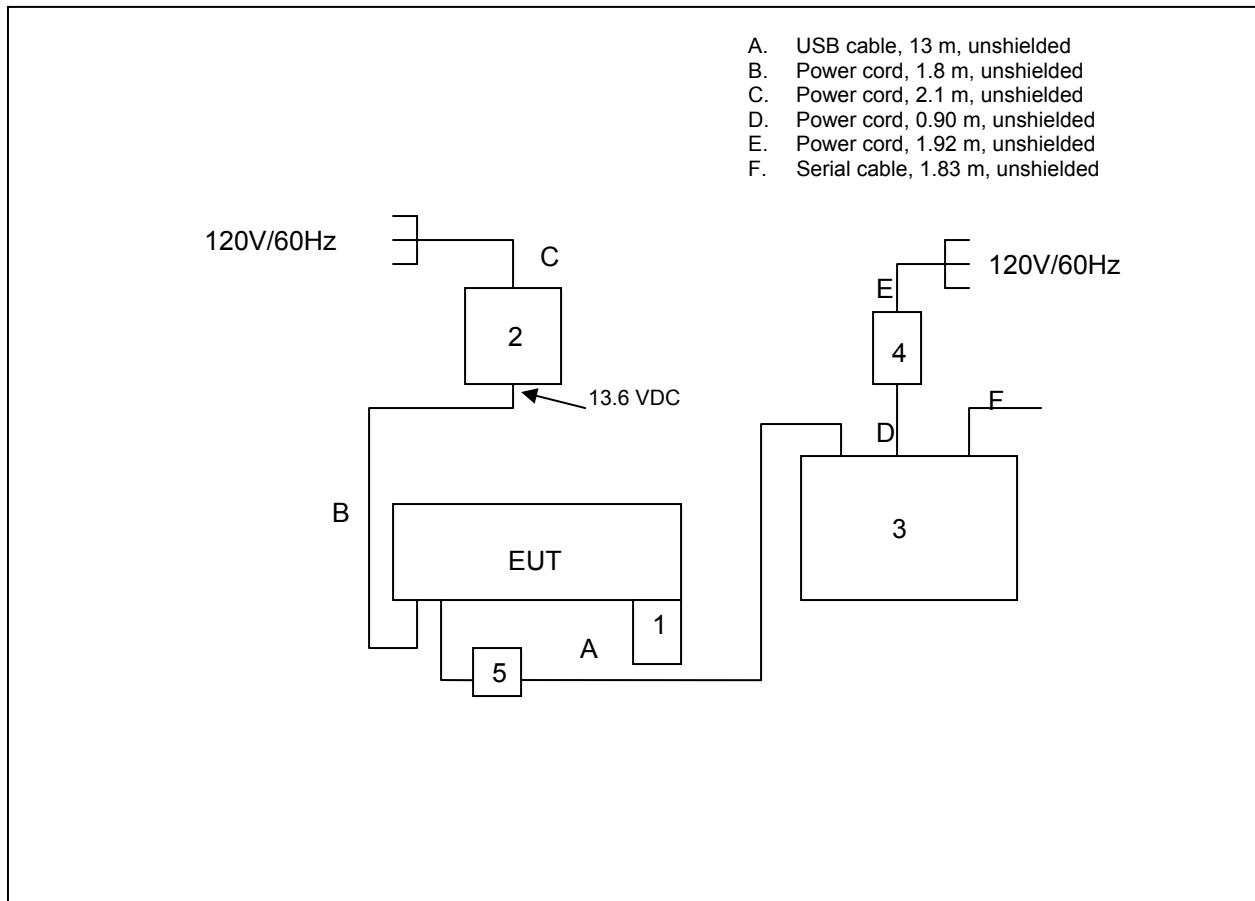 A. USB cable, 13 m, unshielded
B. Power cord, 1.8 m, unshielded
C. Power cord, 2.1 m, unshielded
D. Power cord, 0.90 m, unshielded
E. Power cord, 1.92 m, unshielded
F. Serial cable, 1.83 m, unshielded
120V/60Hz
C
120V/60Hz
E
2
4
13.6 VDC
F
D
B
3
EUT
1
A
5